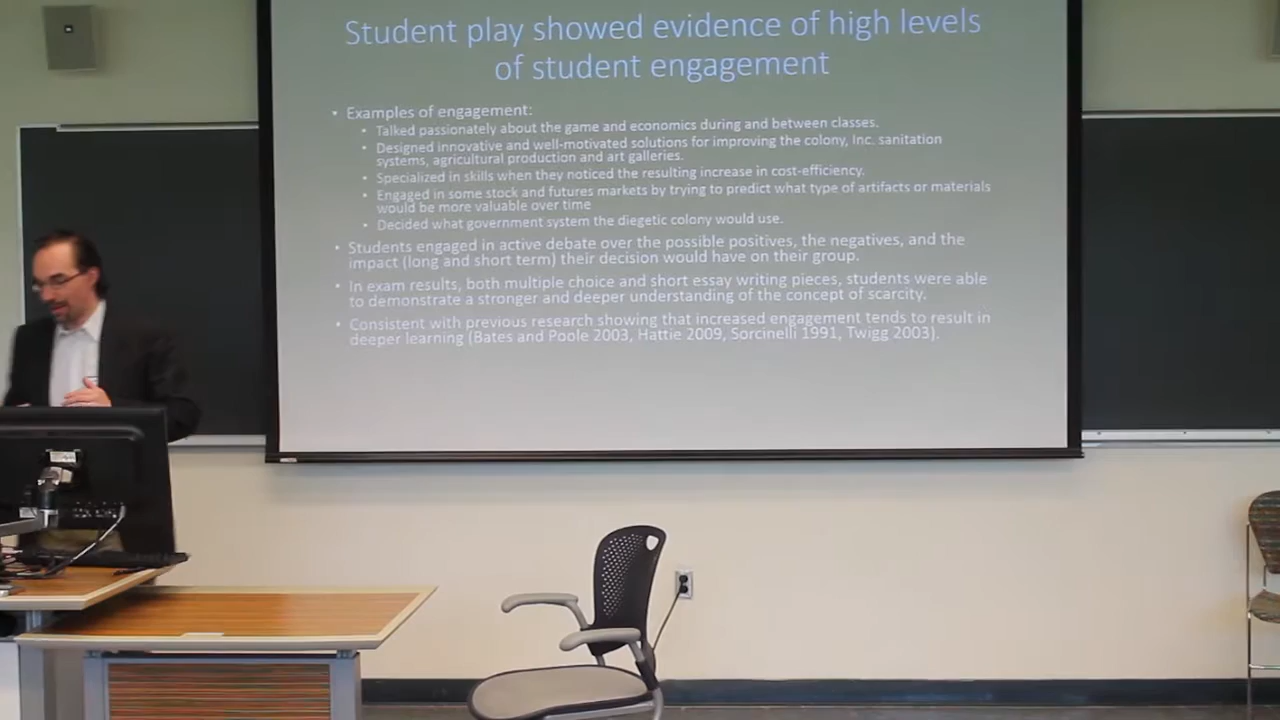 Student play showed evidence of high levels
of student engagement
• Examples of engagement:
• Talked passionately about the game and economics during and between classes.
• Designed innovative and well-motivated solutions for improving the colony, Inc. sanitation
systems, agricultural production and art galleries.
• Specialized in skills when they noticed the resulting increase in cost-efficiency.
• Engaged in some stock and futures markets by trying to predict what type of artifacts or materials
would be more valuable over time
• Decided what government system the diegetic colony would use.
• Students engaged in active debate over the possible positives, the negatives, and the
impact (long and short term) their decision would have on their group.
• In exam results, both multiple choice and short essay writing pieces, students were able
to demonstrate a stronger and deeper understanding of the concept of scarcity.
• Consistent with previous research showing that increased engagement tends to result in
deeper learning (Bates and Poole 2003, Hattie 2009, Sorcinelli 1991, Twigg 2003).